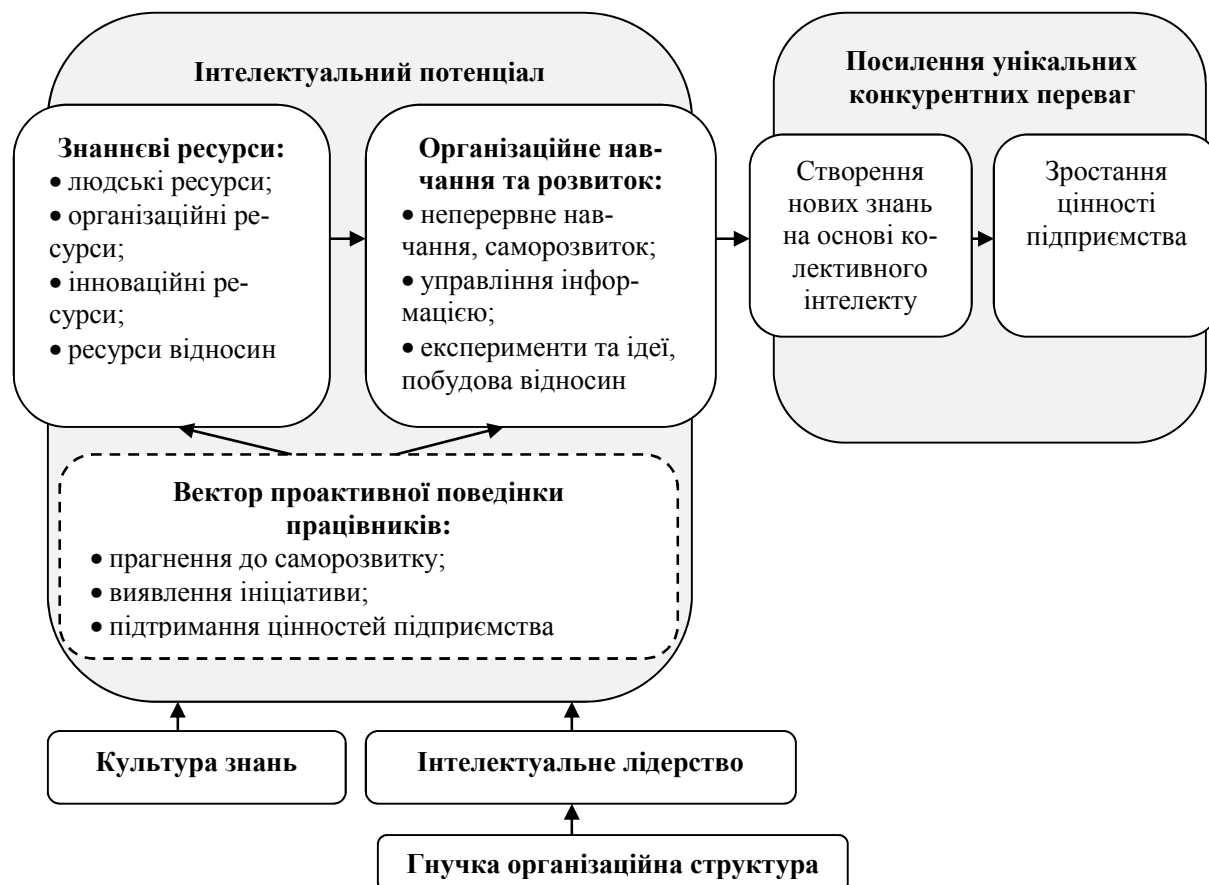 Інтелектуальний потенціал
Знаннєві ресурси:
• людські ресурси;
• організаційні ре-
сурси;
• інноваційні ре-
сурси;
• ресурси відносин
Організаційне нав-
чання та розвиток:
• неперервне нав-
чання, саморозвиток;
• управління інфор-
мацією;
• експерименти та ідеї,
побудова відносин
Вектор проактивної поведінки
працівників:
• прагнення до саморозвитку;
• виявлення ініціативи;
• підтримання цінностей підприємства
Посилення унікальних
конкурентних переваг
Створення
нових знань
на основі ко-
лективного
інтелекту
Зростання
цінності
підприємства
Культура знань
Інтелектуальне лідерство
Гнучка організаційна структура